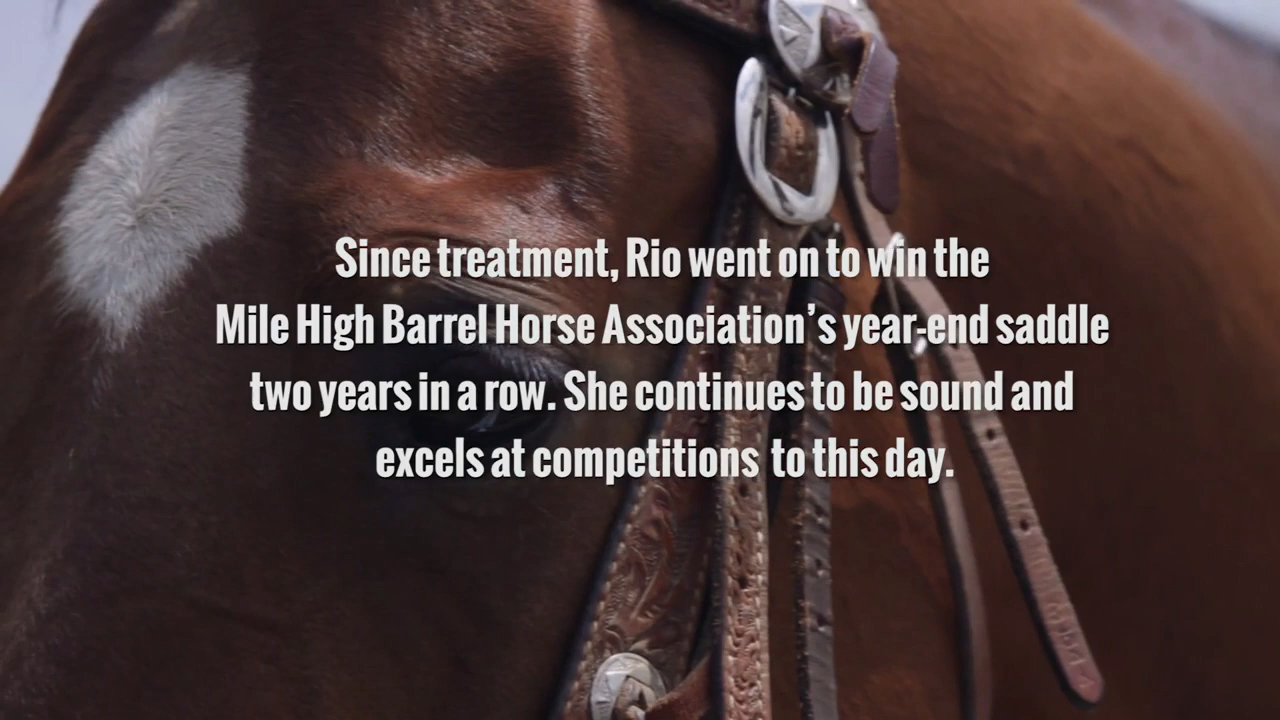 Since treatment, Rio went on to win the
Mile High Barrel Horse Association’s year-end saddle
two years in a row. She continues to be sound and
excels at competitions to this day.